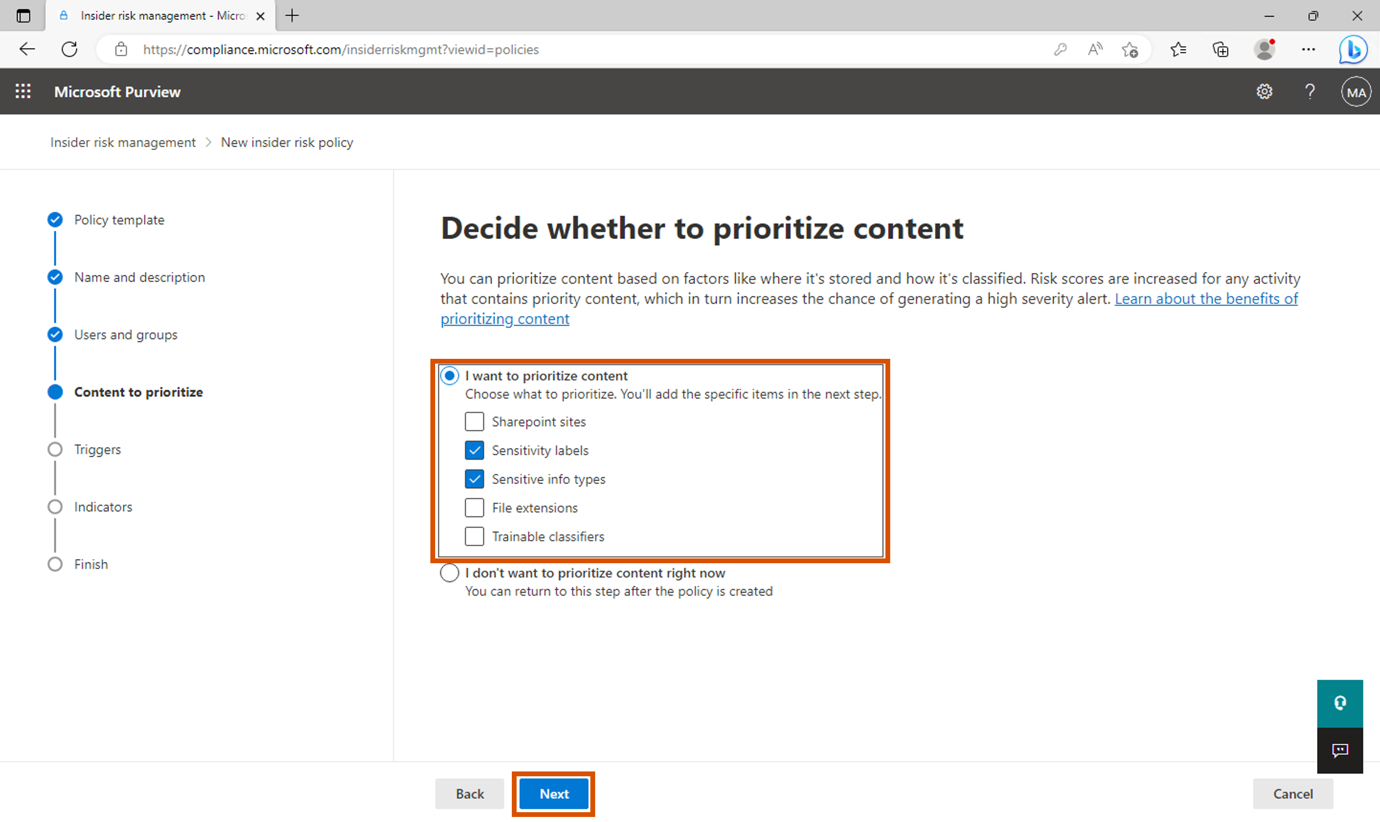 Insider risk management - Micro
https://compliance.microsoft.com/insiderriskmgmt?viewid=policies
Microsoft Purview
MA
Insider risk management > New insider risk policy
Policy template
Name and description
Users and groups
Content to prioritize
Triggers
Indicators
Finish
Decide whether to prioritize content
You can prioritize content based on factors like where it's stored and how it's classified. Risk scores are increased for any activity
that contains priority content, which in turn increases the chance of generating a high severity alert. Learn about the benefits of
prioritizing content
I want to prioritize content
Choose what to prioritize. You'll add the specific items in the next step.
Sharepoint sites
Sensitivity labels
Sensitive info types
File extensions
Trainable classifiers
I don't want to prioritize content right now
You can return to this step after the policy is created
Back
Next
Cancel